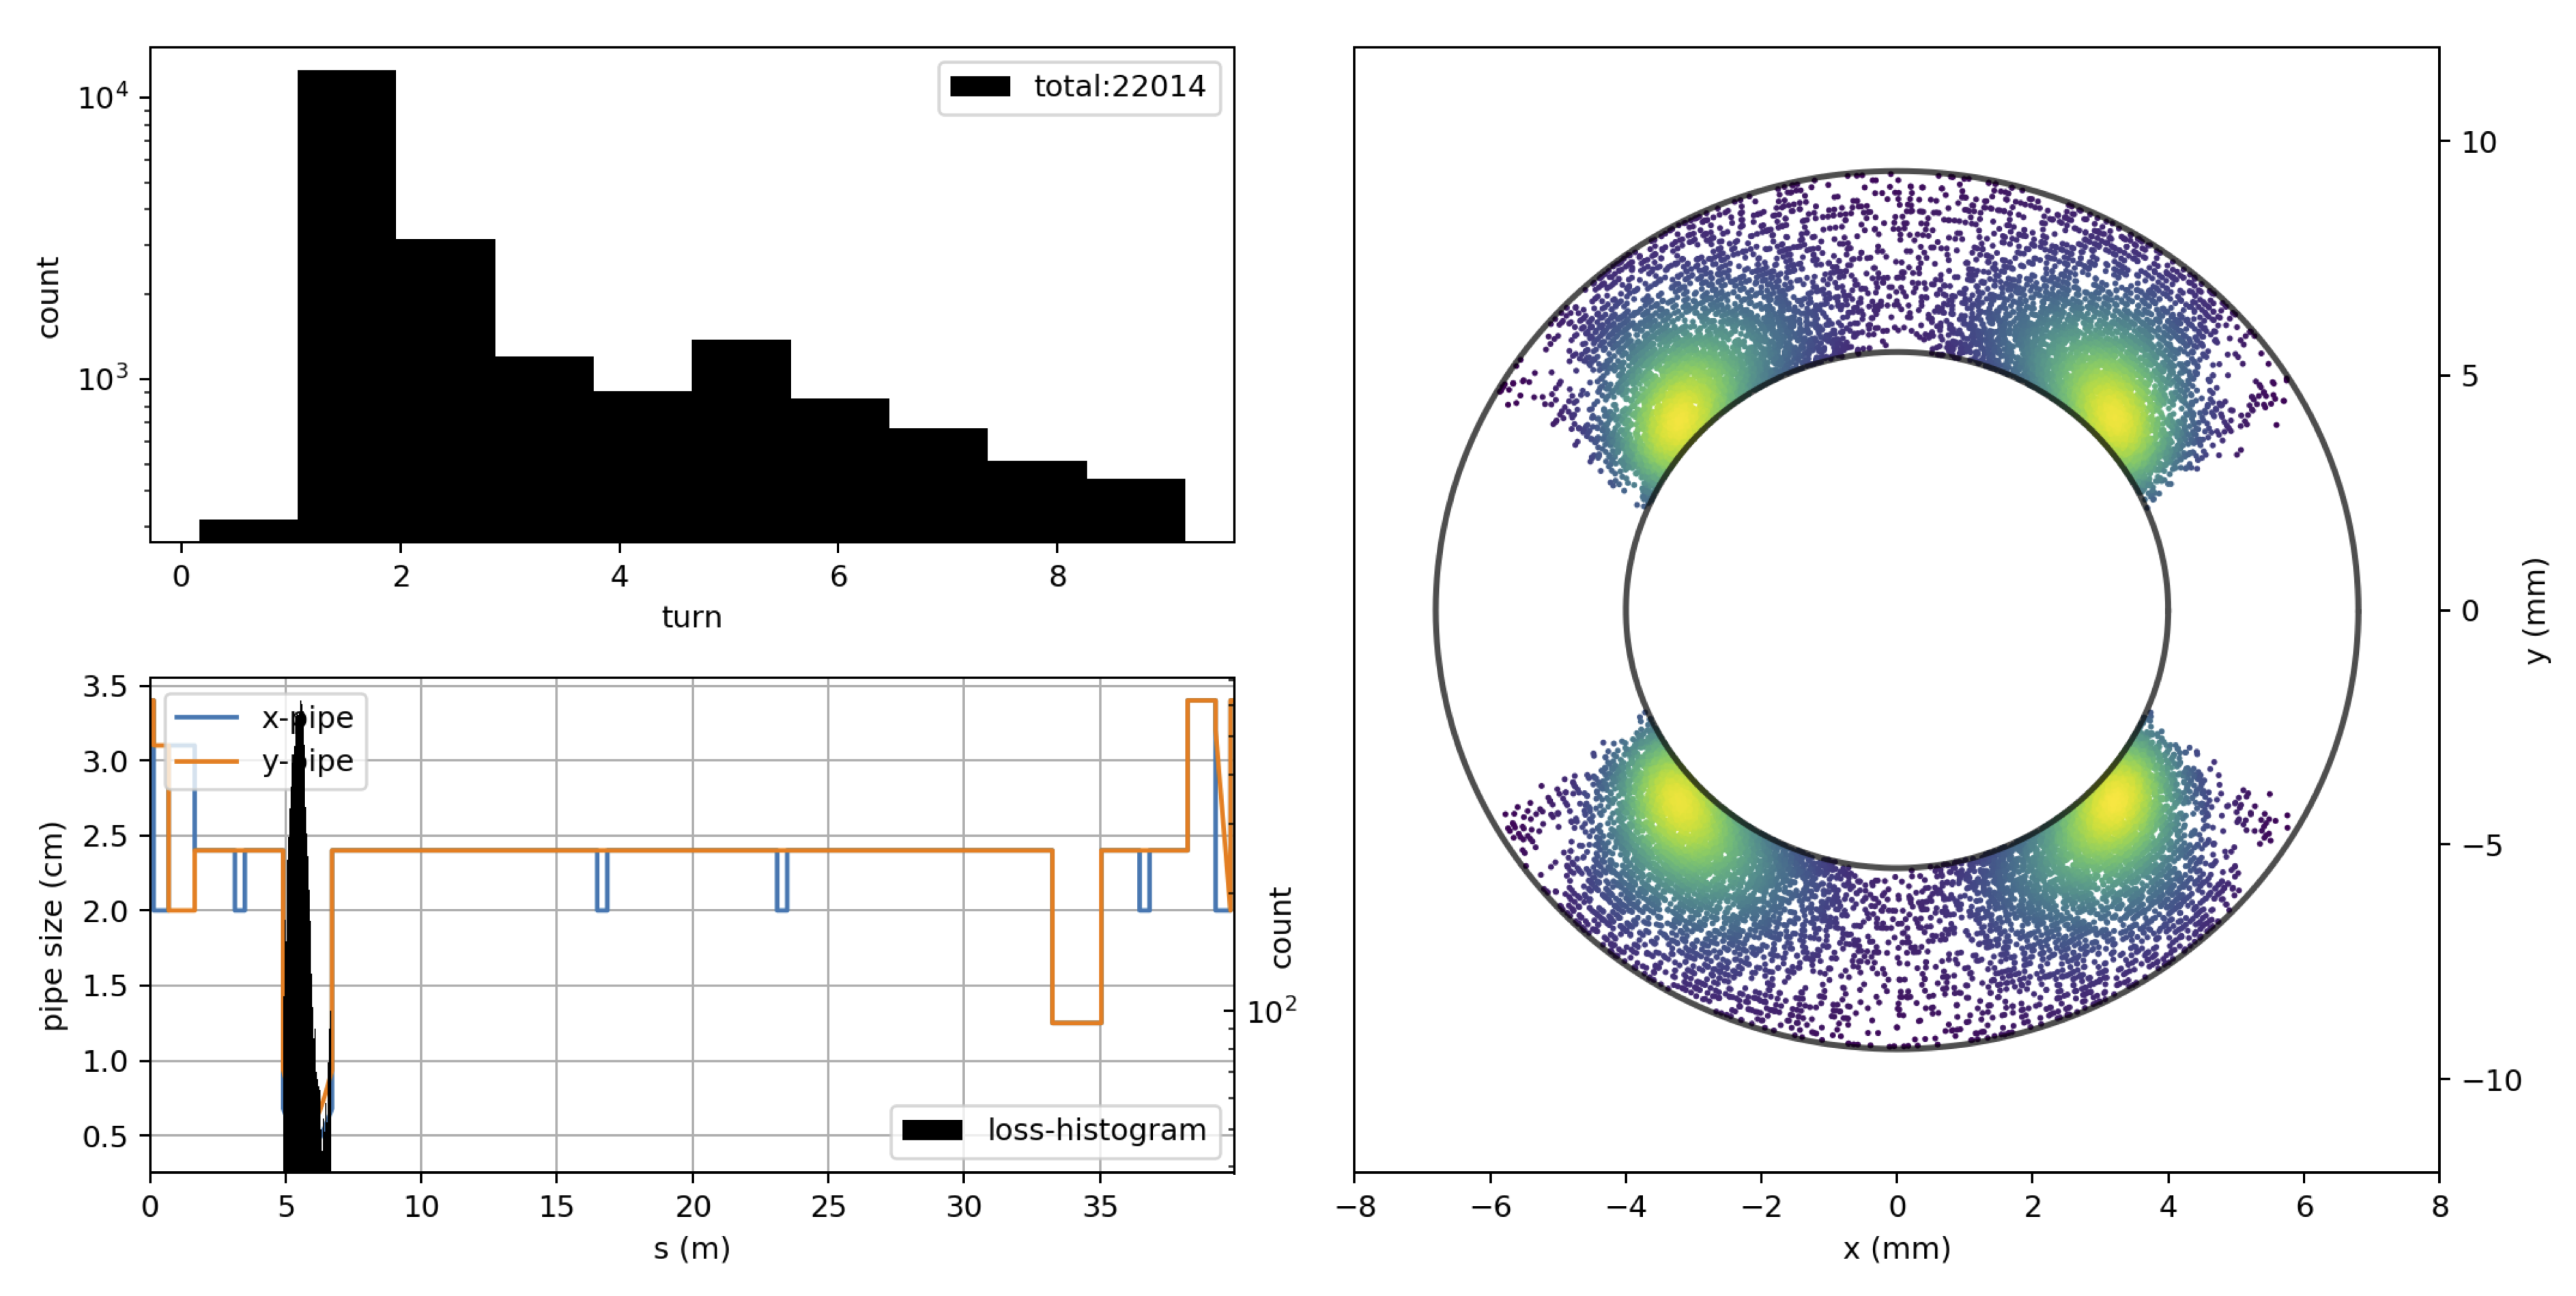 total:22014
10⁴
10³
count
0 2 4 6 8
turn
x-pipe
y-pipe
3.5
3.0
2.5
2.0
1.5
1.0
0.5
pipe size (cm)
10²
count
loss-histogram
0 5 10 15 20 25 30 35
s (m)
10
5
0
−5
−10
y (mm)
−8 −6 −4 −2 0 2 4 6 8
x (mm)